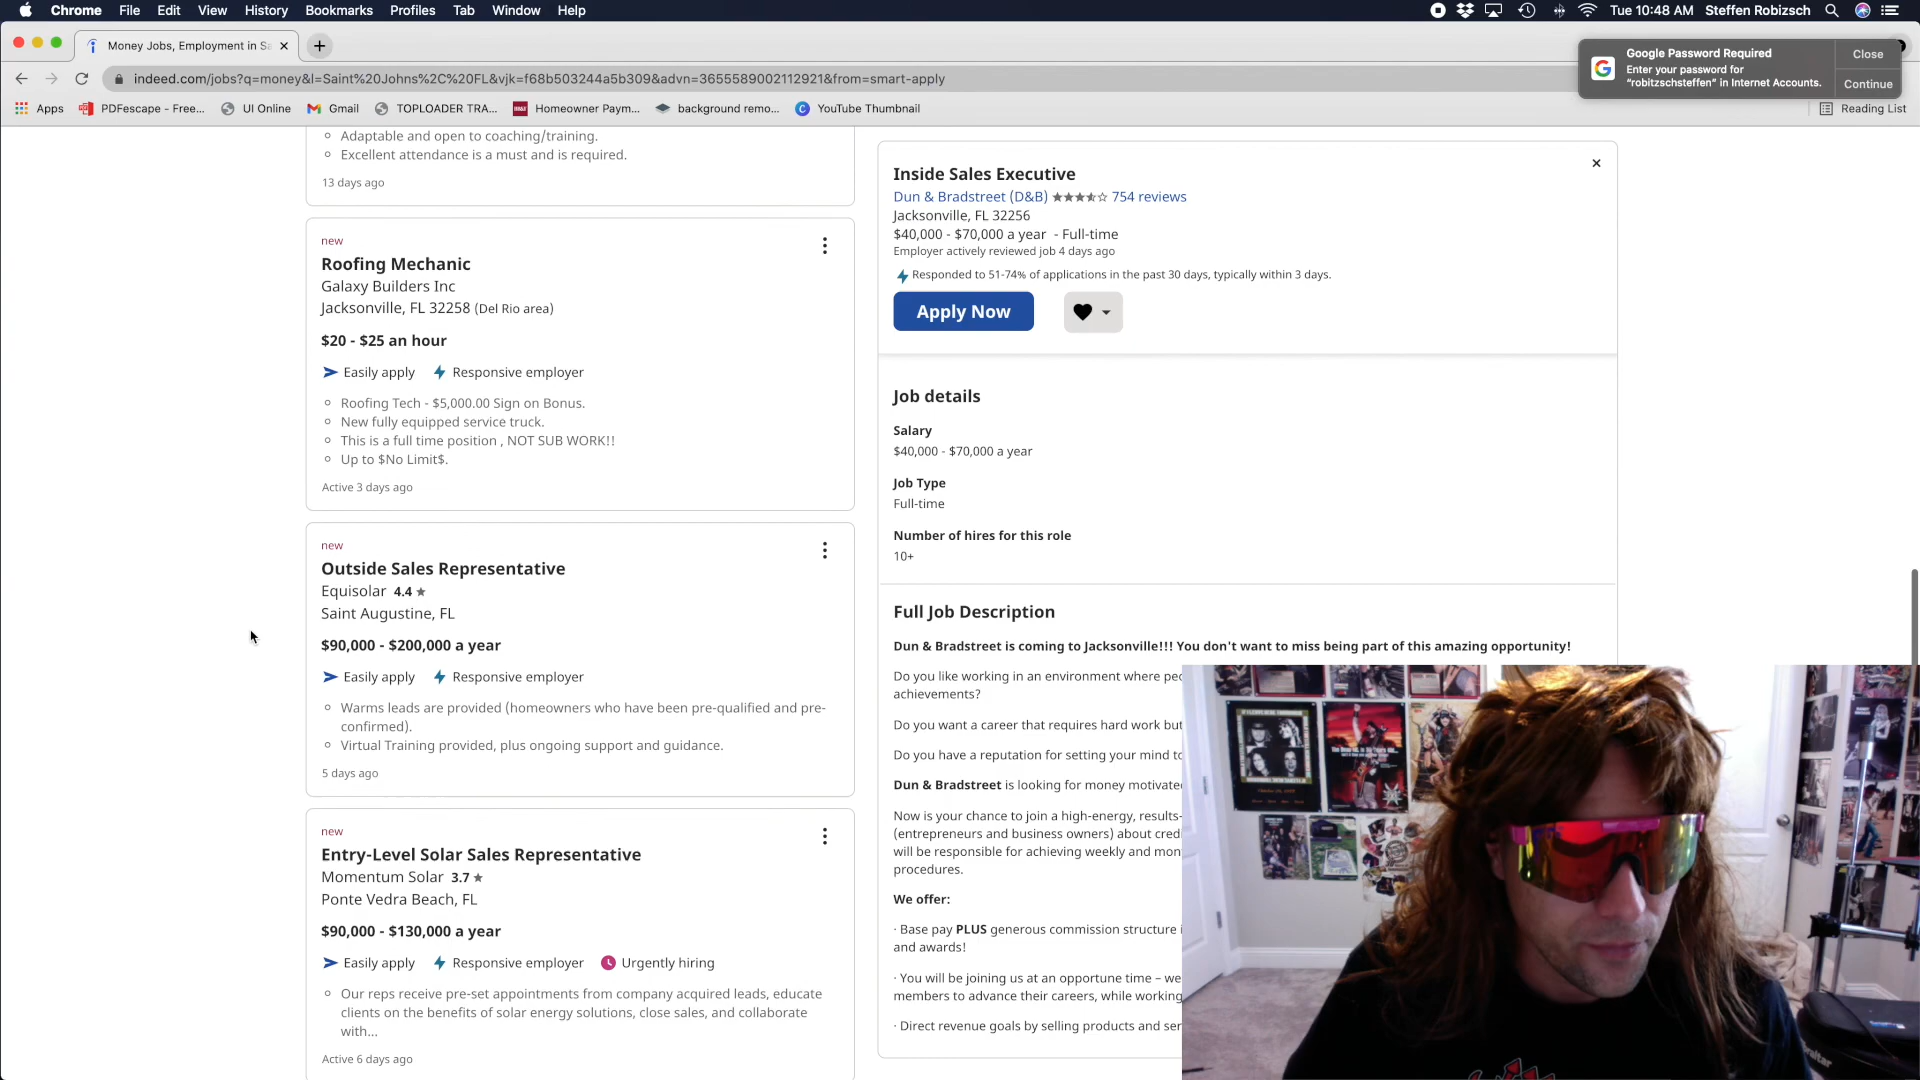 Chrome File Edit View History Bookmarks Profiles Tab Window Help
Tue 10:48 AM Steffen Robizsch
Money Jobs, Employment in Sa
indeed.com/jobs?q=money&l=Saint%20Johns%2C%20FL&vjk=f68b503244a5b309&advn=3655589002112921&from=smart-apply
Google Password Required
Enter your password for
“robitzschsteffen” in Internet Accounts.
Close
Continue
Apps PDFescape - Free... UI Online Gmail TOPLOADER TRA... Homeowner Paym... background remo... YouTube Thumbnail
Reading List
Adaptable and open to coaching/training.
Excellent attendance is a must and is required.
13 days ago
new
Roofing Mechanic
Galaxy Builders Inc
Jacksonville, FL 32258 (Del Rio area)
$20 - $25 an hour
Easily apply Responsive employer
Roofing Tech - $5,000.00 Sign on Bonus.
New fully equipped service truck.
This is a full time position , NOT SUB WORK!!
Up to $No Limit$.
Active 3 days ago
new
Outside Sales Representative
Equisolar 4.4
Saint Augustine, FL
$90,000 - $200,000 a year
Easily apply Responsive employer
Warms leads are provided (homeowners who have been pre-qualified and pre-
confirmed).
Virtual Training provided, plus ongoing support and guidance.
5 days ago
new
Entry-Level Solar Sales Representative
Momentum Solar 3.7
Ponte Vedra Beach, FL
$90,000 - $130,000 a year
Easily apply Responsive employer Urgently hiring
Our reps receive pre-set appointments from company acquired leads, educate
clients on the benefits of solar energy solutions, close sales, and collaborate
with...
Active 6 days ago
Inside Sales Executive
Dun & Bradstreet (D&B) 754 reviews
Jacksonville, FL 32256
$40,000 - $70,000 a year - Full-time
Employer actively reviewed job 4 days ago
Responded to 51-74% of applications in the past 30 days, typically within 3 days.
Apply Now
Job details
Salary
$40,000 - $70,000 a year
Job Type
Full-time
Number of hires for this role
10+
Full Job Description
Dun & Bradstreet is coming to Jacksonville!!! You don't want to miss being part of this amazing opportunity!
Do you like working in an environment where
achievements?
Do you want a career that requires hard work but
Do you have a reputation for setting your mind to
Dun & Bradstreet is looking for money
Now is your chance to join a high-energy, results-
(entrepreneurs and business owners) about
will be responsible for achieving weekly and
procedures.
We offer:
· Base pay PLUS generous commission structure
and awards!
· You will be joining us at an opportune time –
members to advance their careers, while working
· Direct revenue goals by selling products and